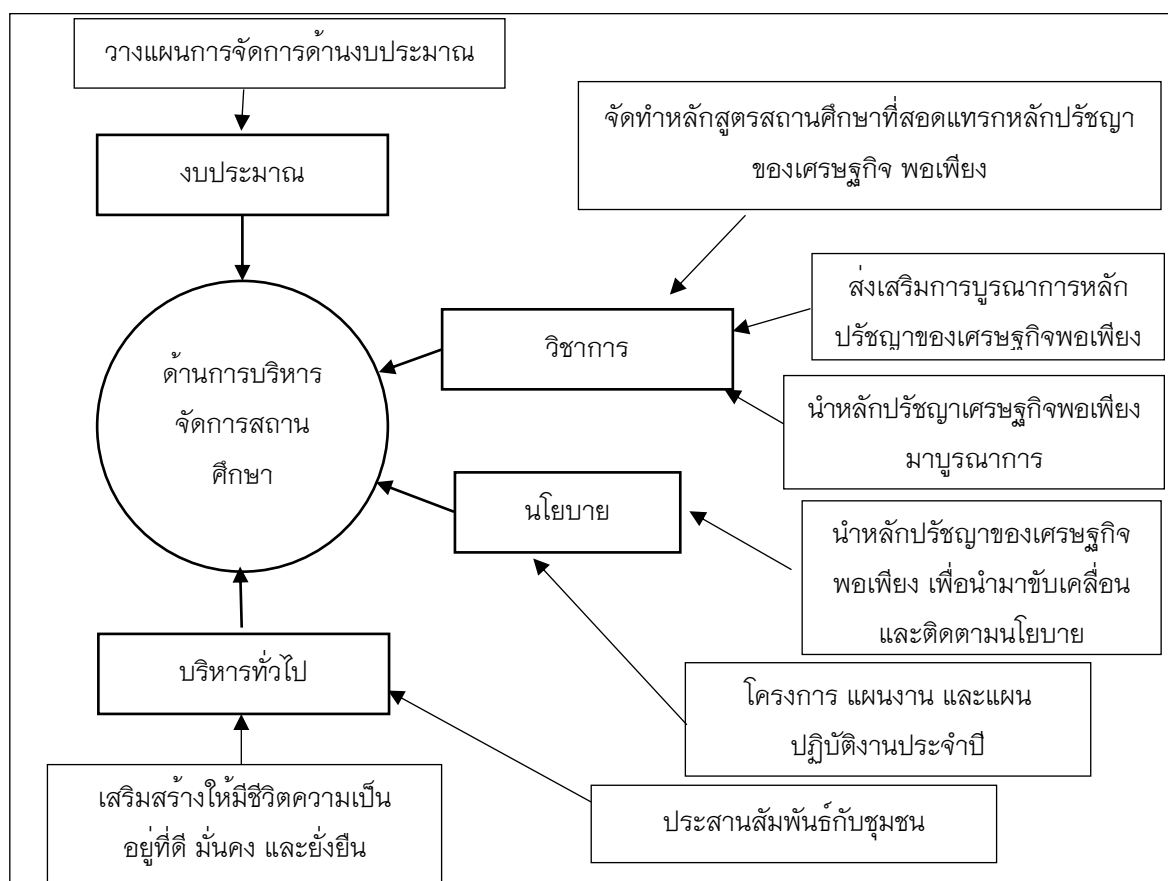 วางแผนการจัดการด้านงบประมาณ
งบประมาณ
จัดทำหลักสูตรสถานศึกษาที่สอดแทรกหลักปรัชญา
ของเศรษฐกิจ พอเพียง
ส่งเสริมการบูรณาการหลัก
ปรัชญาของเศรษฐกิจพอเพียง
วิชาการ
ด้านการบริหาร
จัดการสถาน
ศึกษา
นำหลักปรัชญาเศรษฐกิจพอเพียง
มาบูรณาการ
นโยบาย
นำหลักปรัชญาของเศรษฐกิจ
พอเพียง เพื่อนำมาขับเคลื่อน
และติดตามนโยบาย
บริหารทั่วไป
โครงการ แผนงาน และแผน
ปฏิบัติงานประจำปี
เสริมสร้างให้มีชีวิตความเป็น
อยู่ที่ดี มั่นคง และยั่งยืน
ประสานสัมพันธ์กับชุมชน